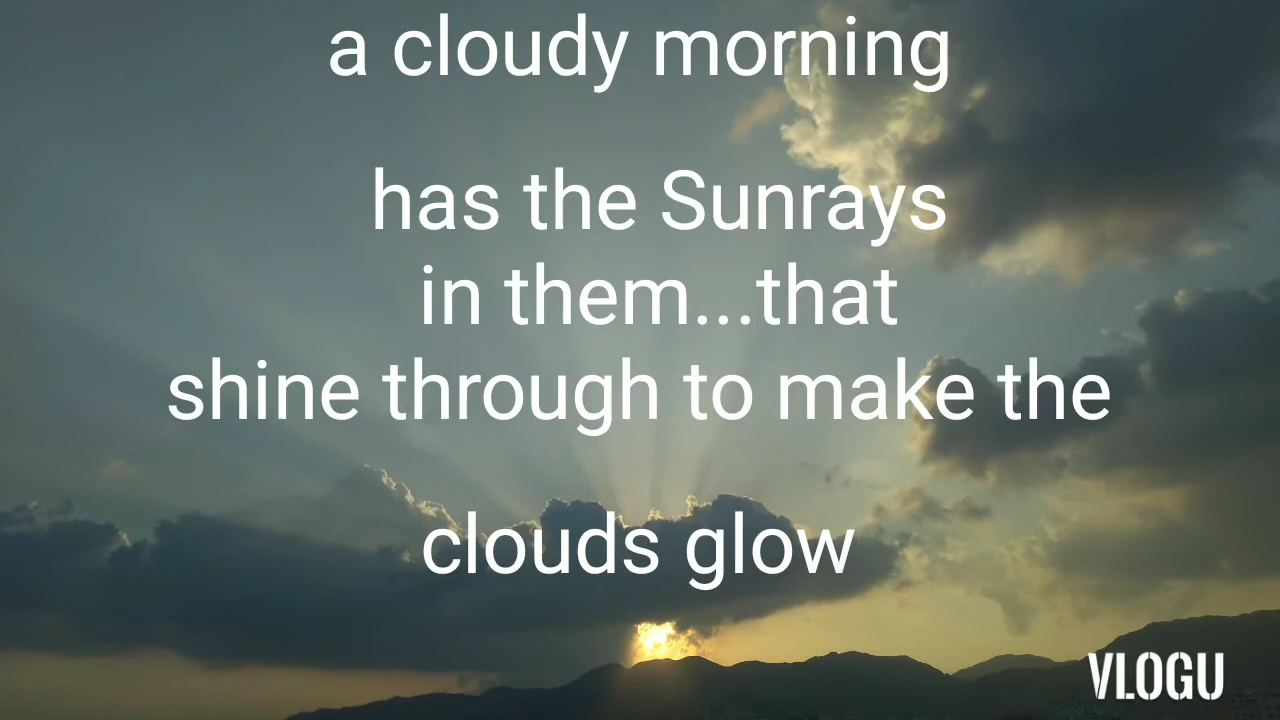 a cloudy morning
has the Sunrays
in them...that
shine through to make the
clouds glow
VLOGU